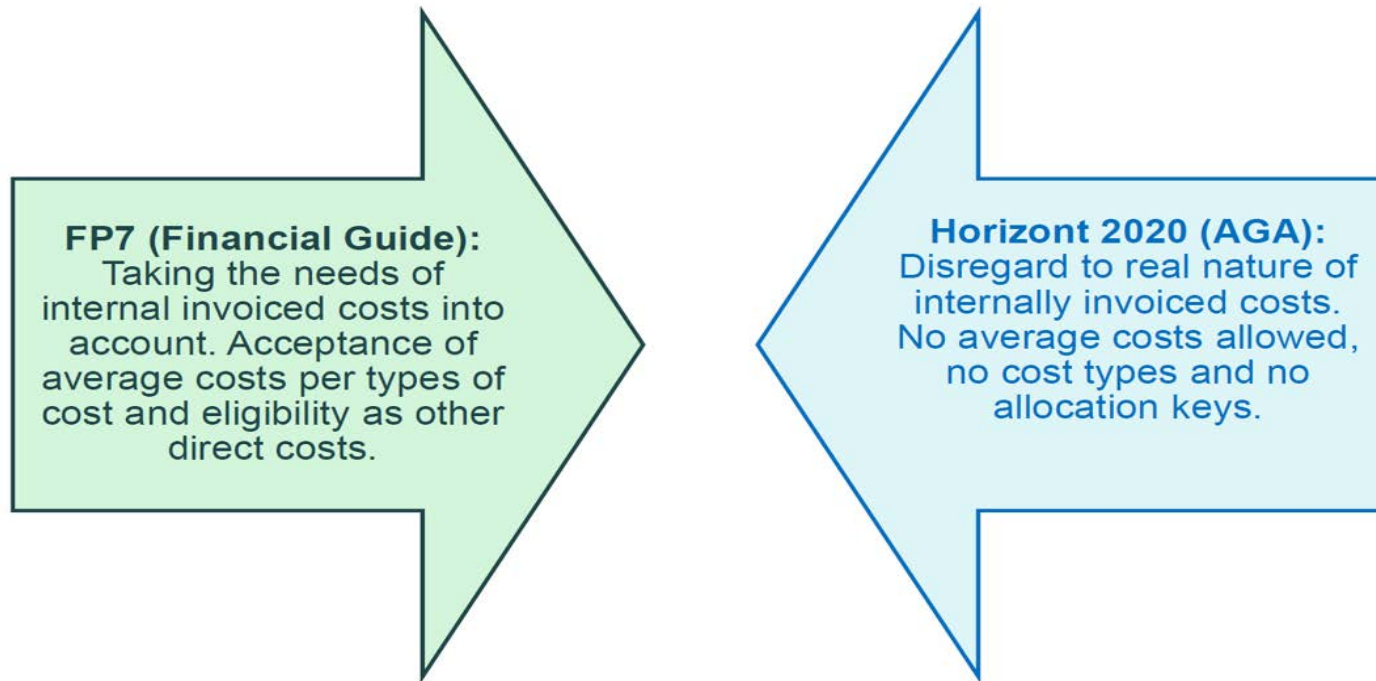 FP7 (Financial Guide):
Taking the needs of
internal invoiced costs into
account. Acceptance of
average costs per types of
cost and eligibility as other
direct costs.
Horizont 2020 (AGA):
Disregard to real nature of
internally invoiced costs.
No average costs allowed,
no cost types and no
allocation keys.